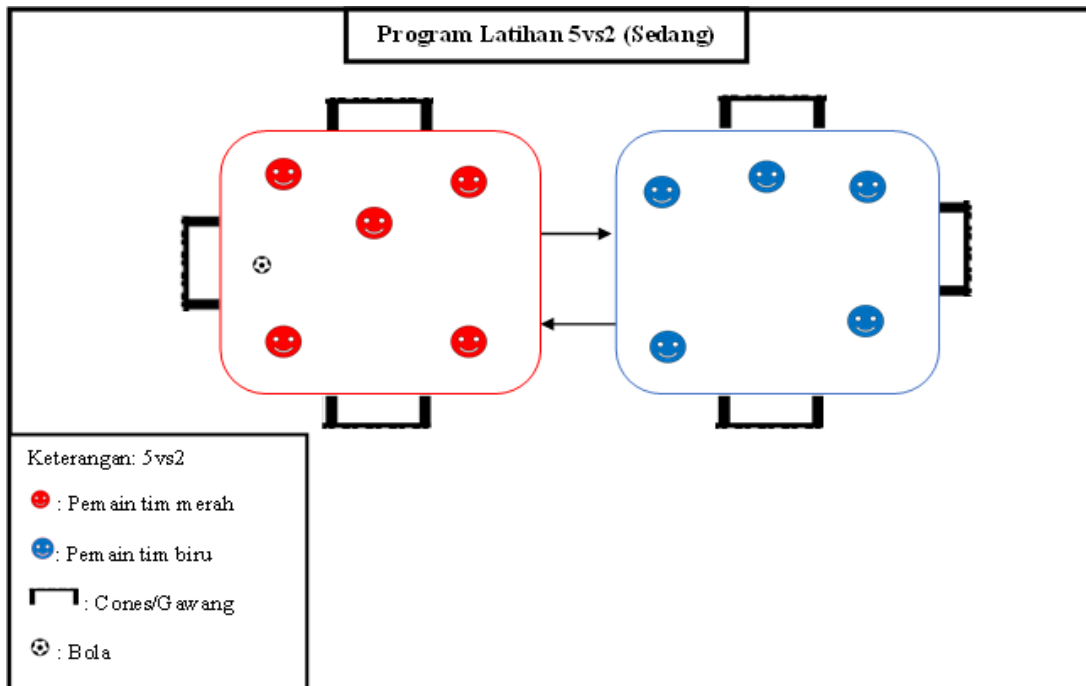 Program Latihan 5vs2 (Sedang)
Keterangan: 5vs2
: Pemain tim merah
: Pemain tim biru
: Cones/Gawang
: Bola